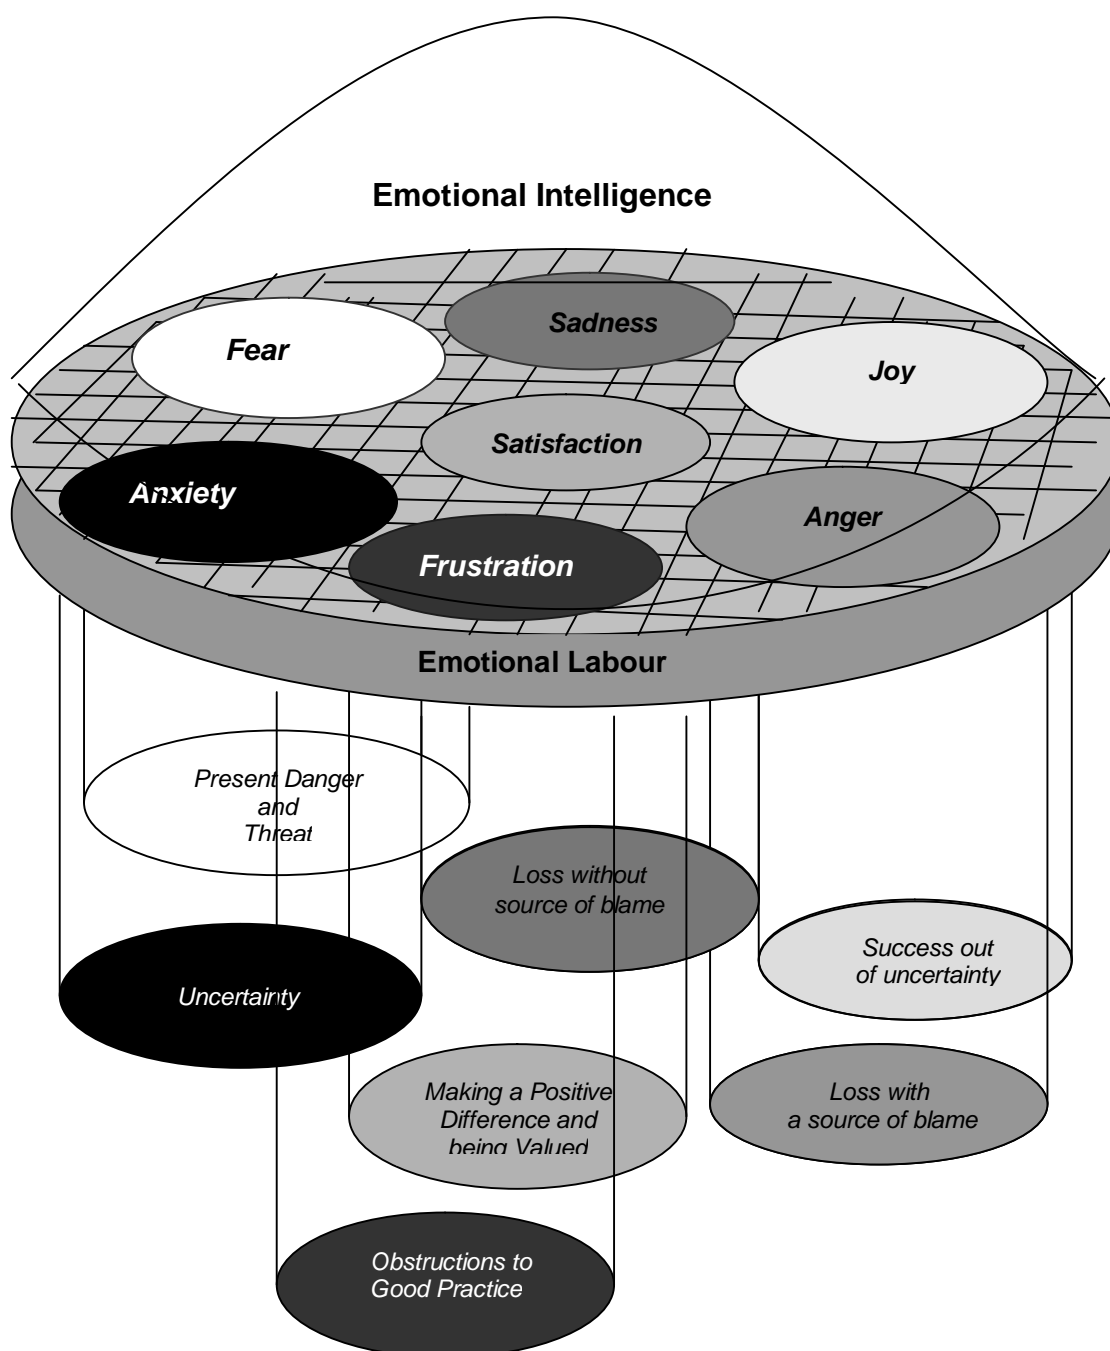 Emotional Intelligence
Sadness
Fear
Joy
Satisfaction
Anxiety
Anger
Frustration
Emotional Labour
Present Danger
and
Threat
Loss without
source of blame
Success out
of uncertainty
Uncertainty
Making a Positive
Difference and
being Valued
Loss with
a source of blame
Obstructions to
Good Practice